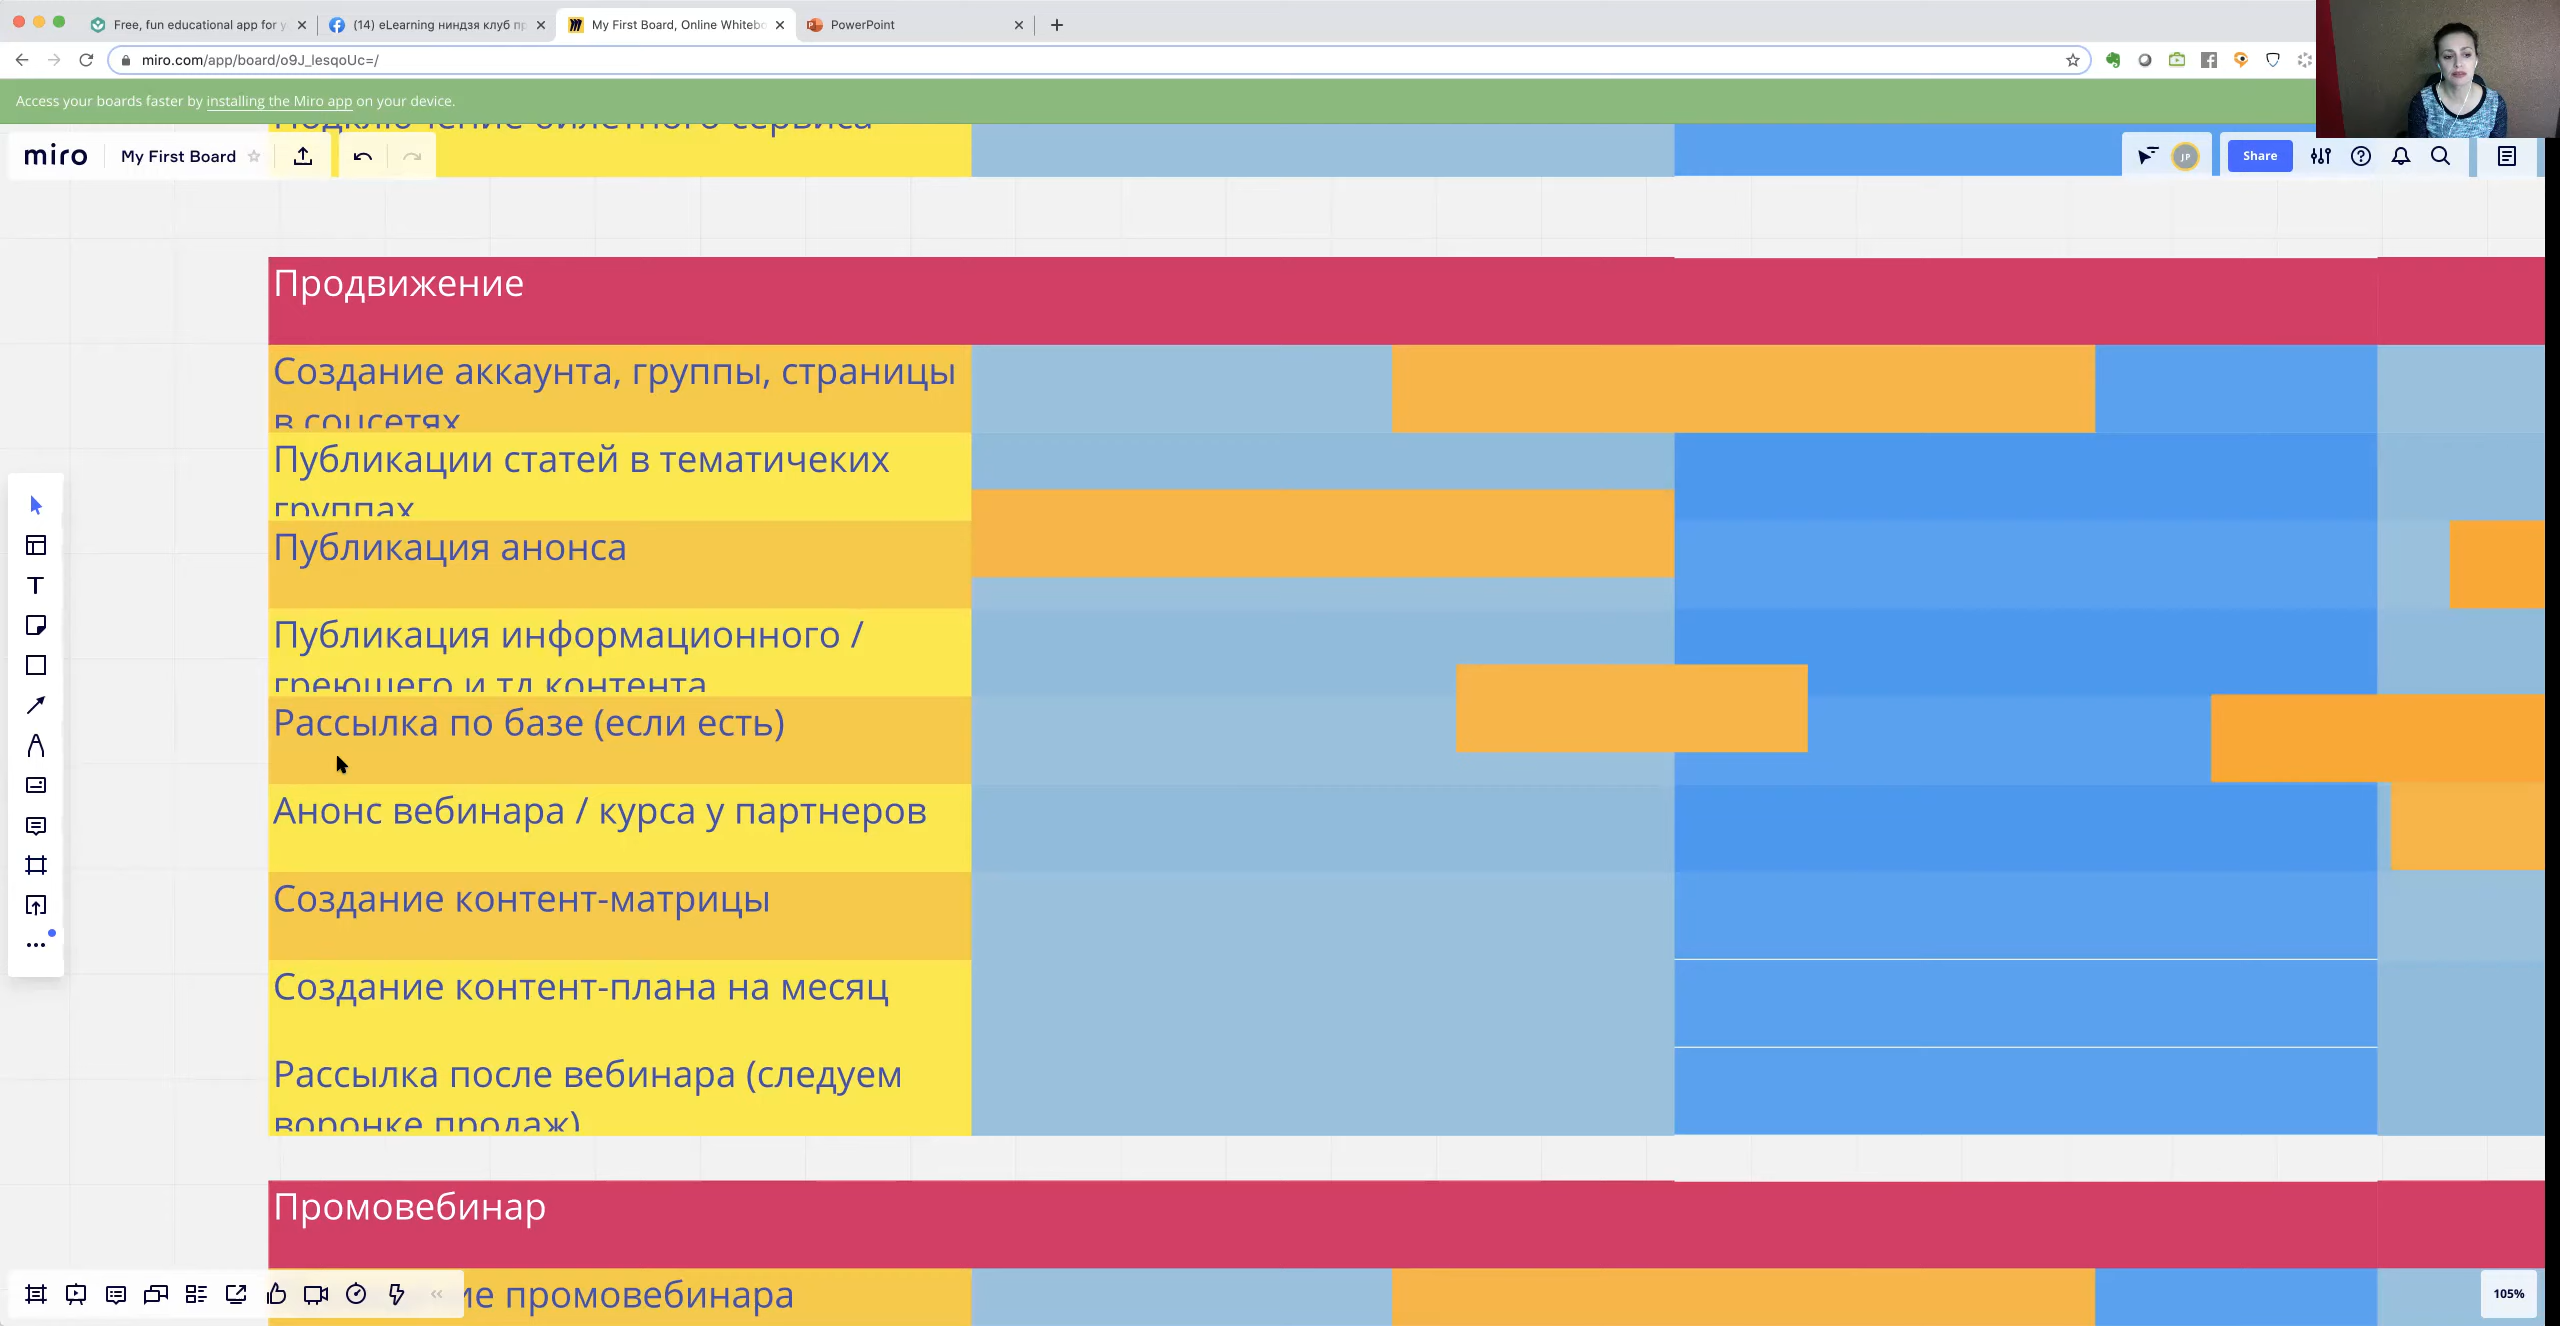 Free, fun educational app for y
(14) eLearning ниндзя клуб пр
My First Board, Online Whitebo
PowerPoint
miro.com/app/board/o9J_lesqoUc=/
Access your boards faster by installing the Miro app on your device.
Подключение билетного сервиса
miro
My First Board
JP
Share
Продвижение
Создание аккаунта, группы, страницы
в соцсетях
Публикации статей в тематичеких
группах
Публикация анонса
Публикация информационного /
греющего и тд контента
Рассылка по базе (если есть)
Анонс вебинара / курса у партнеров
Создание контент-матрицы
Создание контент-плана на месяц
Рассылка после вебинара (следуем
воронке продаж)
Промовебинар
ие промовебинара
105%